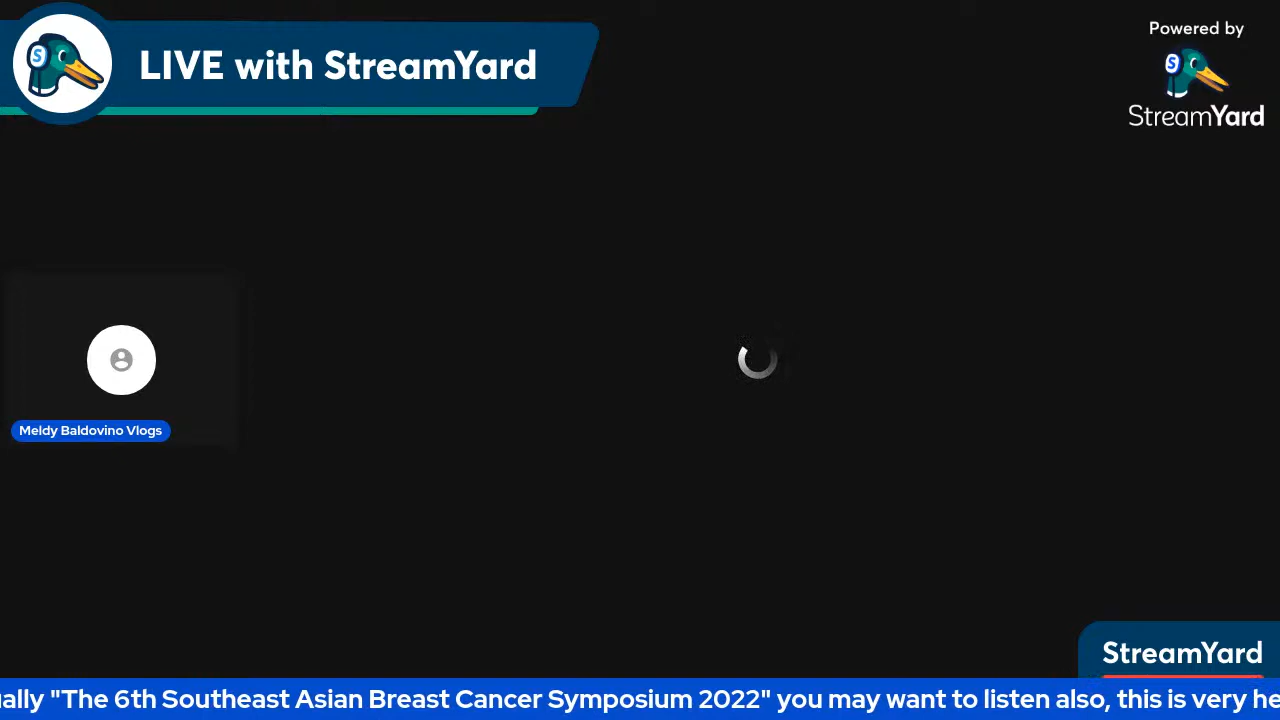 LIVE with StreamYard
Powered by
StreamYard
S
S
Meldy Baldovino Vlogs
StreamYard
ually "The 6th Southeast Asian Breast Cancer Symposium 2022" you may want to listen also, this is very he